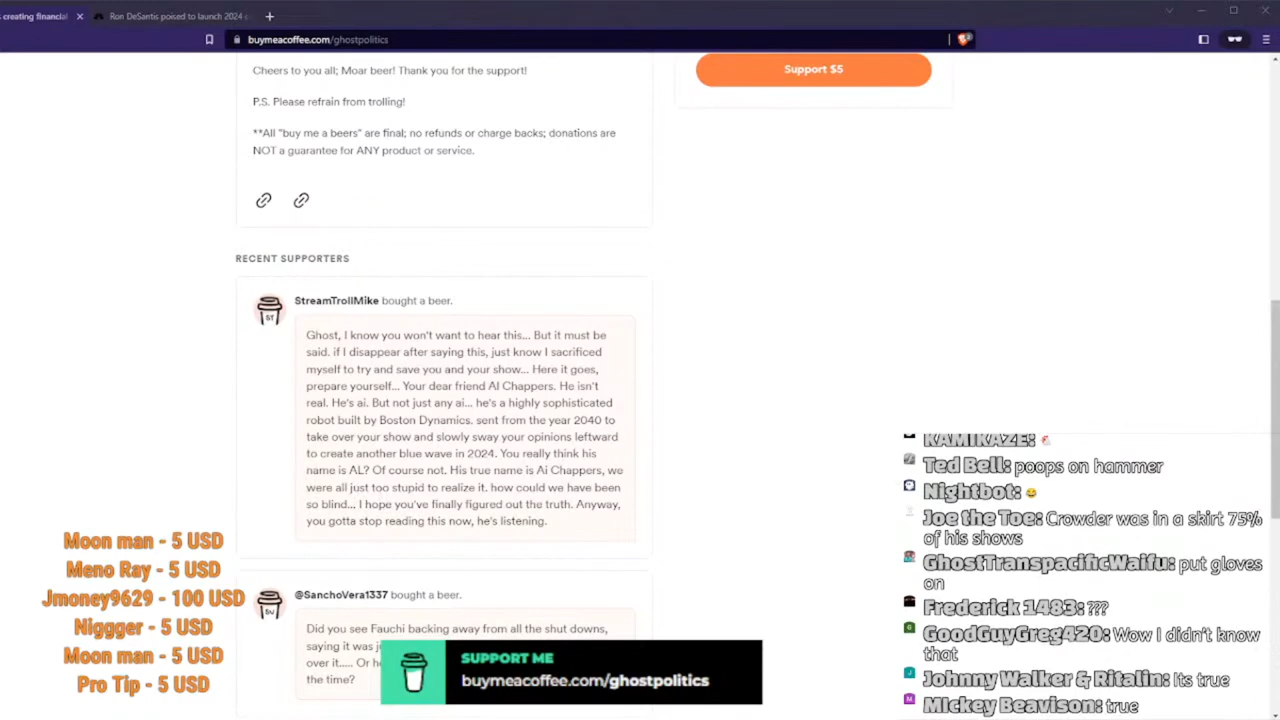 creating financial
Ron DeSantis poised to launch 2024
buymeacoffee.com/ghostpolitics
Cheers to you all; Moar beer! Thank you for the support!
P.S. Please refrain from trolling!
**All "buy me a beers" are final; no refunds or charge backs; donations are
NOT a guarantee for ANY product or service.
Support $5
RECENT SUPPORTERS
StreamTrollMike bought a beer.
Ghost, I know you won't want to hear this... But it must be
said. if I disappear after saying this, just know I sacrificed
myself to try and save you and your show... Here it goes,
prepare yourself... Your dear friend Al Chappers. He isn't
real. He's ai. But not just any ai... he's a highly sophisticated
robot built by Boston Dynamics. sent from the year 2040 to
take over your show and slowly sway your opinions leftward
to create another blue wave in 2024. You really think his
name is AL? Of course not. His true name is Ai Chappers, we
were all just too stupid to realize it. how could we have been
so blind... I hope you've finally figured out the truth. Anyway,
you gotta stop reading this now, he's listening.
@SanchoVera1337 bought a beer.
Did you see Fauchi backing away from all the shut downs,
saying it was
over it..... Or
the time?
SUPPORT ME
buymeacoffee.com/ghostpolitics
Moon man - 5 USD
Meno Ray - 5 USD
Jmoney9629 - 100 USD
Niggger - 5 USD
Moon man - 5 USD
Pro Tip - 5 USD
KAMIKAZE:
Ted Bell: poops on hammer
Nightbot: 😂
Joe the Toe: Crowder was in a skirt 75%
of his shows
GhostTranspacificWaifu: put gloves
on
Frederick 1483: ???
GoodGuyGreg420: Wow I didn't know
that
Johnny Walker & Ritalin: Its true
Mickey Beavison: true